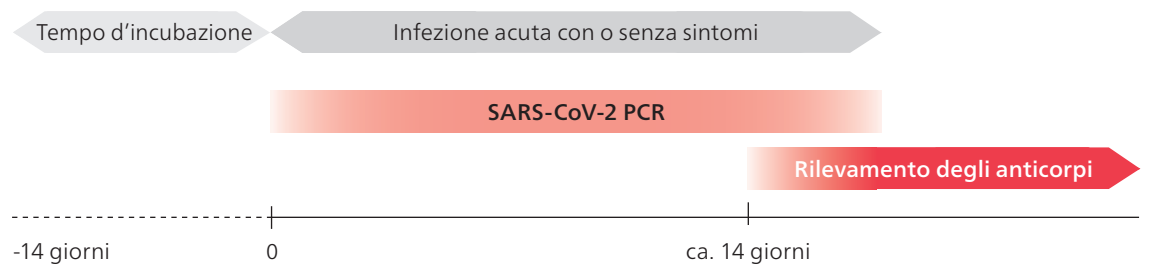 Tempo d’incubazione
Infezione acuta con o senza sintomi
SARS-CoV-2 PCR
Rilevamento degli anticorpi
-14 giorni
0
ca. 14 giorni